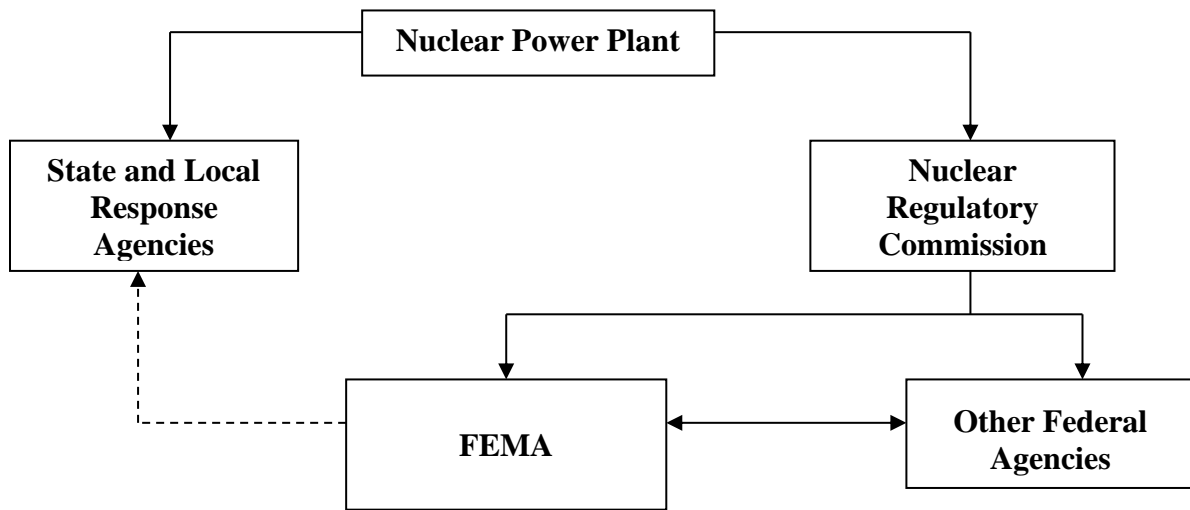 Nuclear Power Plant
State and Local
Response
Agencies
Nuclear
Regulatory
Commission
FEMA
Other Federal
Agencies